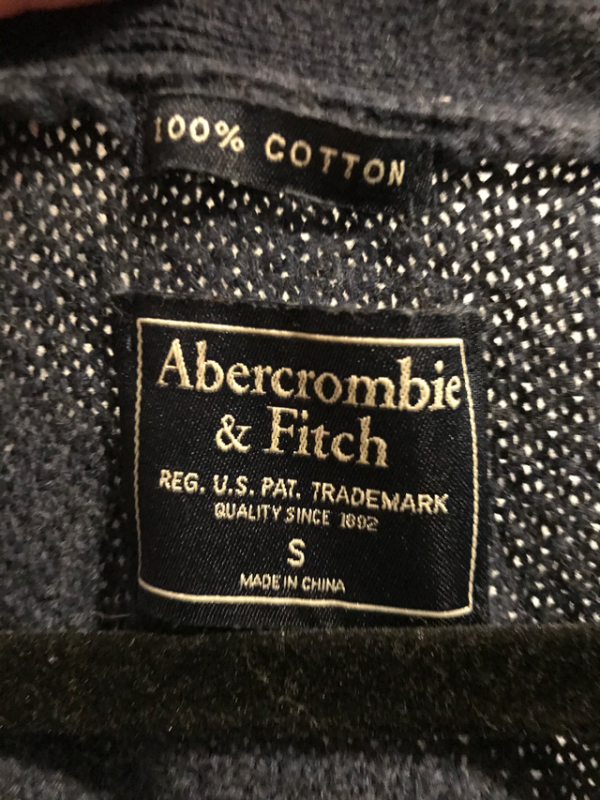 100% COTTON
Abercrombie
& Fitch
REG. U.S. PAT. TRADEMARK
QUALITY SINCE 1892
S
MADE IN CHINA